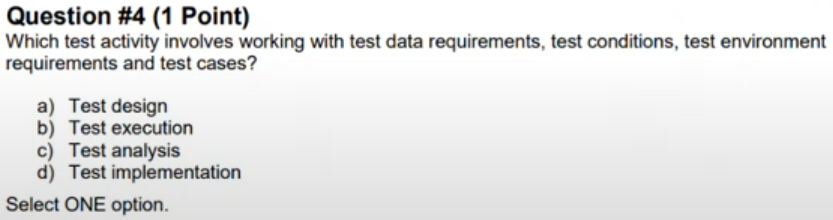 Question #4 (1 Point)
Which test activity involves working with test data requirements, test conditions, test environment
requirements and test cases?
a) Test design
b) Test execution
c) Test analysis
d) Test implementation
Select ONE option.